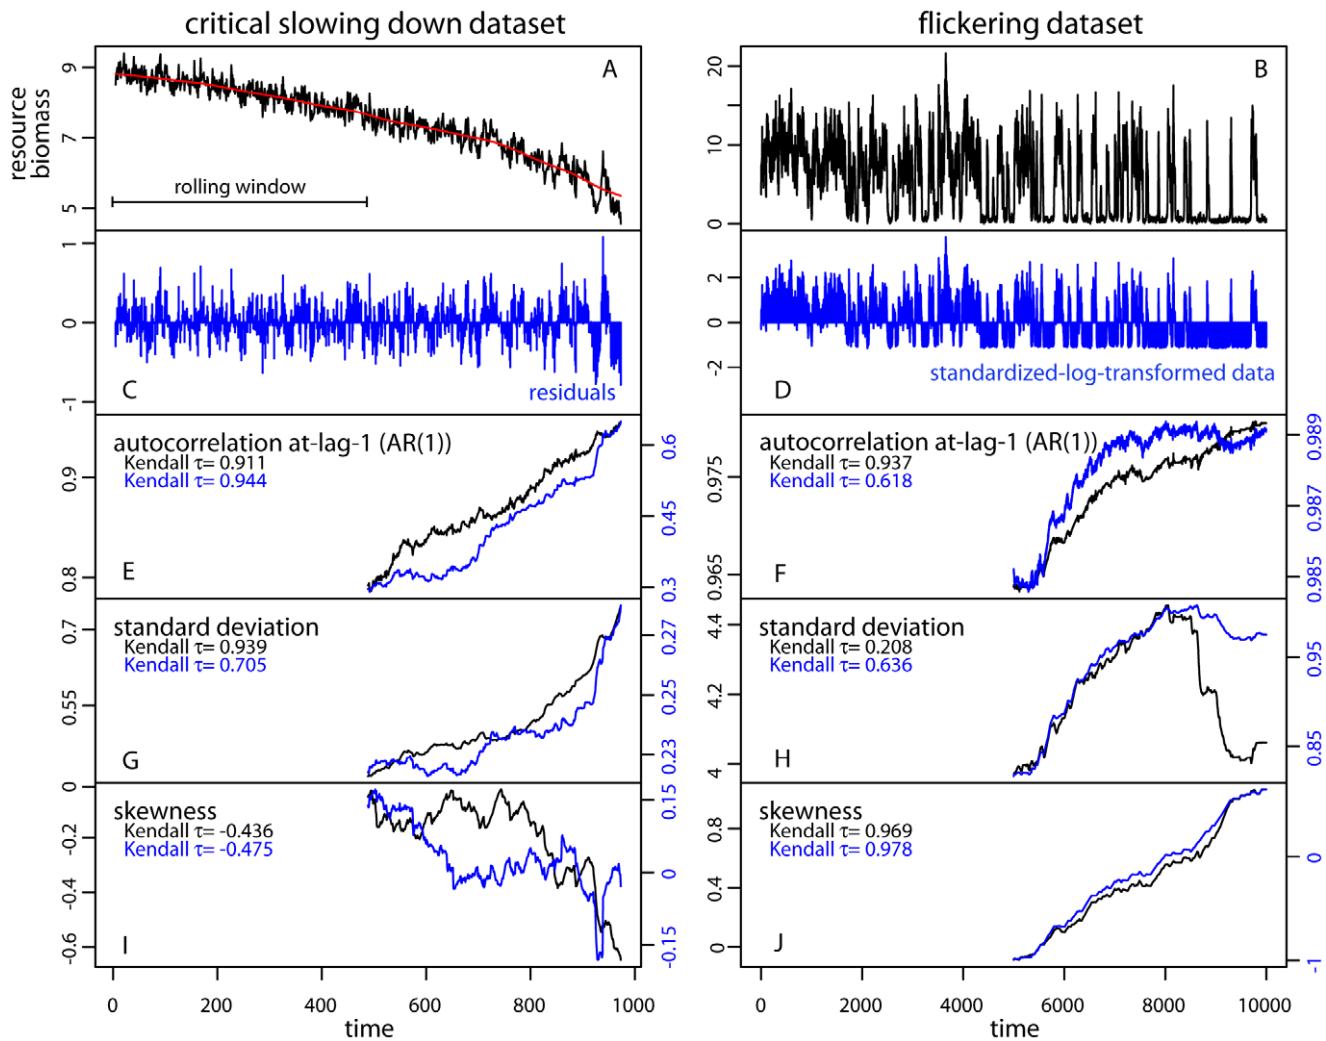 critical slowing down dataset
flickering dataset
resource
biomass
9
7
5
A
rolling window
20
10
0
B
1
0
-1
C
residuals
2
0
-2
D
standardized-log-transformed data
autocorrelation at-lag-1 (AR(1))
Kendall τ= 0.911
Kendall τ= 0.944
0.9
0.8
E
0.6
0.45
0.3
autocorrelation at-lag-1 (AR(1))
Kendall τ= 0.937
Kendall τ= 0.618
0.975
0.965
F
0.989
0.987
0.985
standard deviation
Kendall τ= 0.939
Kendall τ= 0.705
0.7
0.55
G
0.27
0.25
0.23
standard deviation
Kendall τ= 0.208
Kendall τ= 0.636
4.4
4.2
4
H
0.95
0.85
skewness
Kendall τ= -0.436
Kendall τ= -0.475
0
-0.2
-0.4
-0.6
I
0.15
0
-0.15
skewness
Kendall τ= 0.969
Kendall τ= 0.978
0.8
0.4
0
J
0
-1
0 200 400 600 800 1000
time
0 2000 4000 6000 8000 10000
time